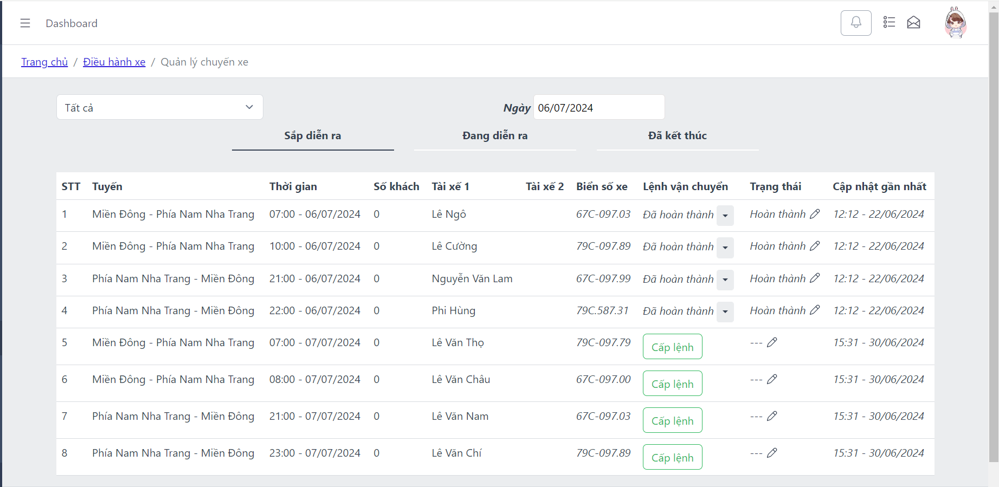 Dashboard
Trang chủ / Điều hành xe / Quản lý chuyến xe
Tất cả Ngày 06/07/2024
Sắp diễn ra Đang diễn ra Đã kết thúc
STT Tuyến Thời gian Số khách Tài xế 1 Tài xế 2 Biển số xe Lệnh vận chuyển Trạng thái Cập nhật gần nhất
1 Miền Đông - Phía Nam Nha Trang 07:00 - 06/07/2024 0 Lê Ngô 67C-097.03 Đã hoàn thành Hoàn thành 12:12 - 22/06/2024
2 Miền Đông - Phía Nam Nha Trang 10:00 - 06/07/2024 0 Lê Cường 79C-097.89 Đã hoàn thành Hoàn thành 12:12 - 22/06/2024
3 Phía Nam Nha Trang - Miền Đông 21:00 - 06/07/2024 0 Nguyễn Văn Lam 67C-097.99 Đã hoàn thành Hoàn thành 12:12 - 22/06/2024
4 Phía Nam Nha Trang - Miền Đông 22:00 - 06/07/2024 0 Phi Hùng 79C.587.31 Đã hoàn thành Hoàn thành 12:12 - 22/06/2024
5 Miền Đông - Phía Nam Nha Trang 07:00 - 07/07/2024 0 Lê Văn Thọ 79C-097.79 Cấp lệnh --- 15:31 - 30/06/2024
6 Miền Đông - Phía Nam Nha Trang 08:00 - 07/07/2024 0 Lê Văn Châu 67C-097.00 Cấp lệnh --- 15:31 - 30/06/2024
7 Phía Nam Nha Trang - Miền Đông 21:00 - 07/07/2024 0 Lê Văn Nam 67C-097.03 Cấp lệnh --- 15:31 - 30/06/2024
8 Phía Nam Nha Trang - Miền Đông 23:00 - 07/07/2024 0 Lê Văn Chí 79C-097.89 Cấp lệnh --- 15:31 - 30/06/2024